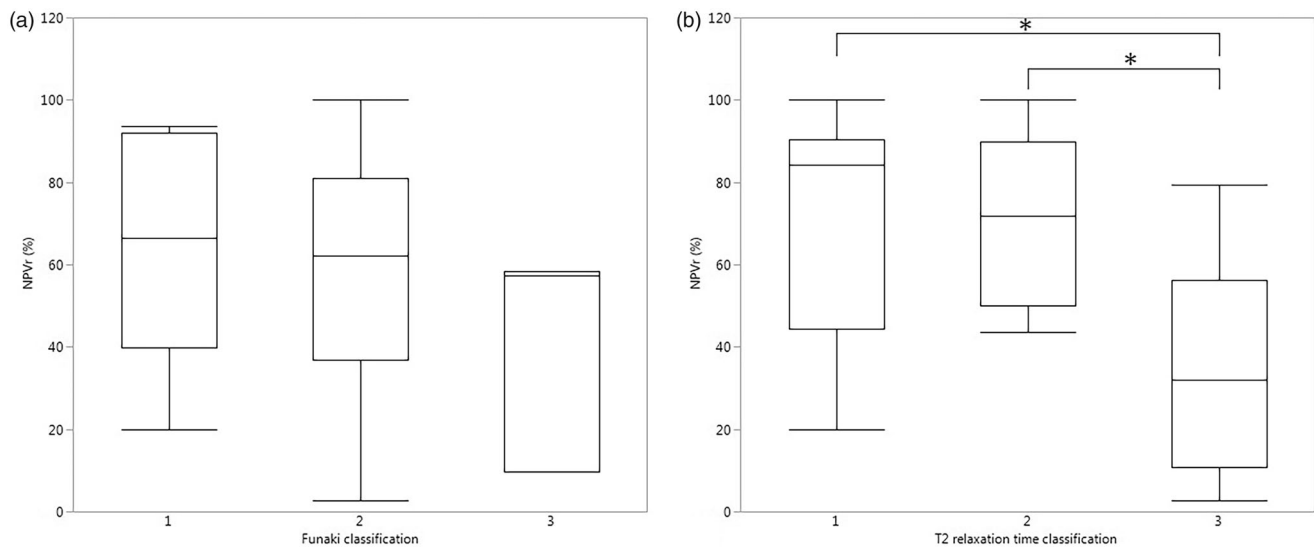 (a)
120
100
80
60
40
20
0
NPVr (%)
1 2 3
Funaki classification
(b)
120
100
80
60
40
20
0
NPVr (%)
* 
*
1 2 3
T2 relaxation time classification